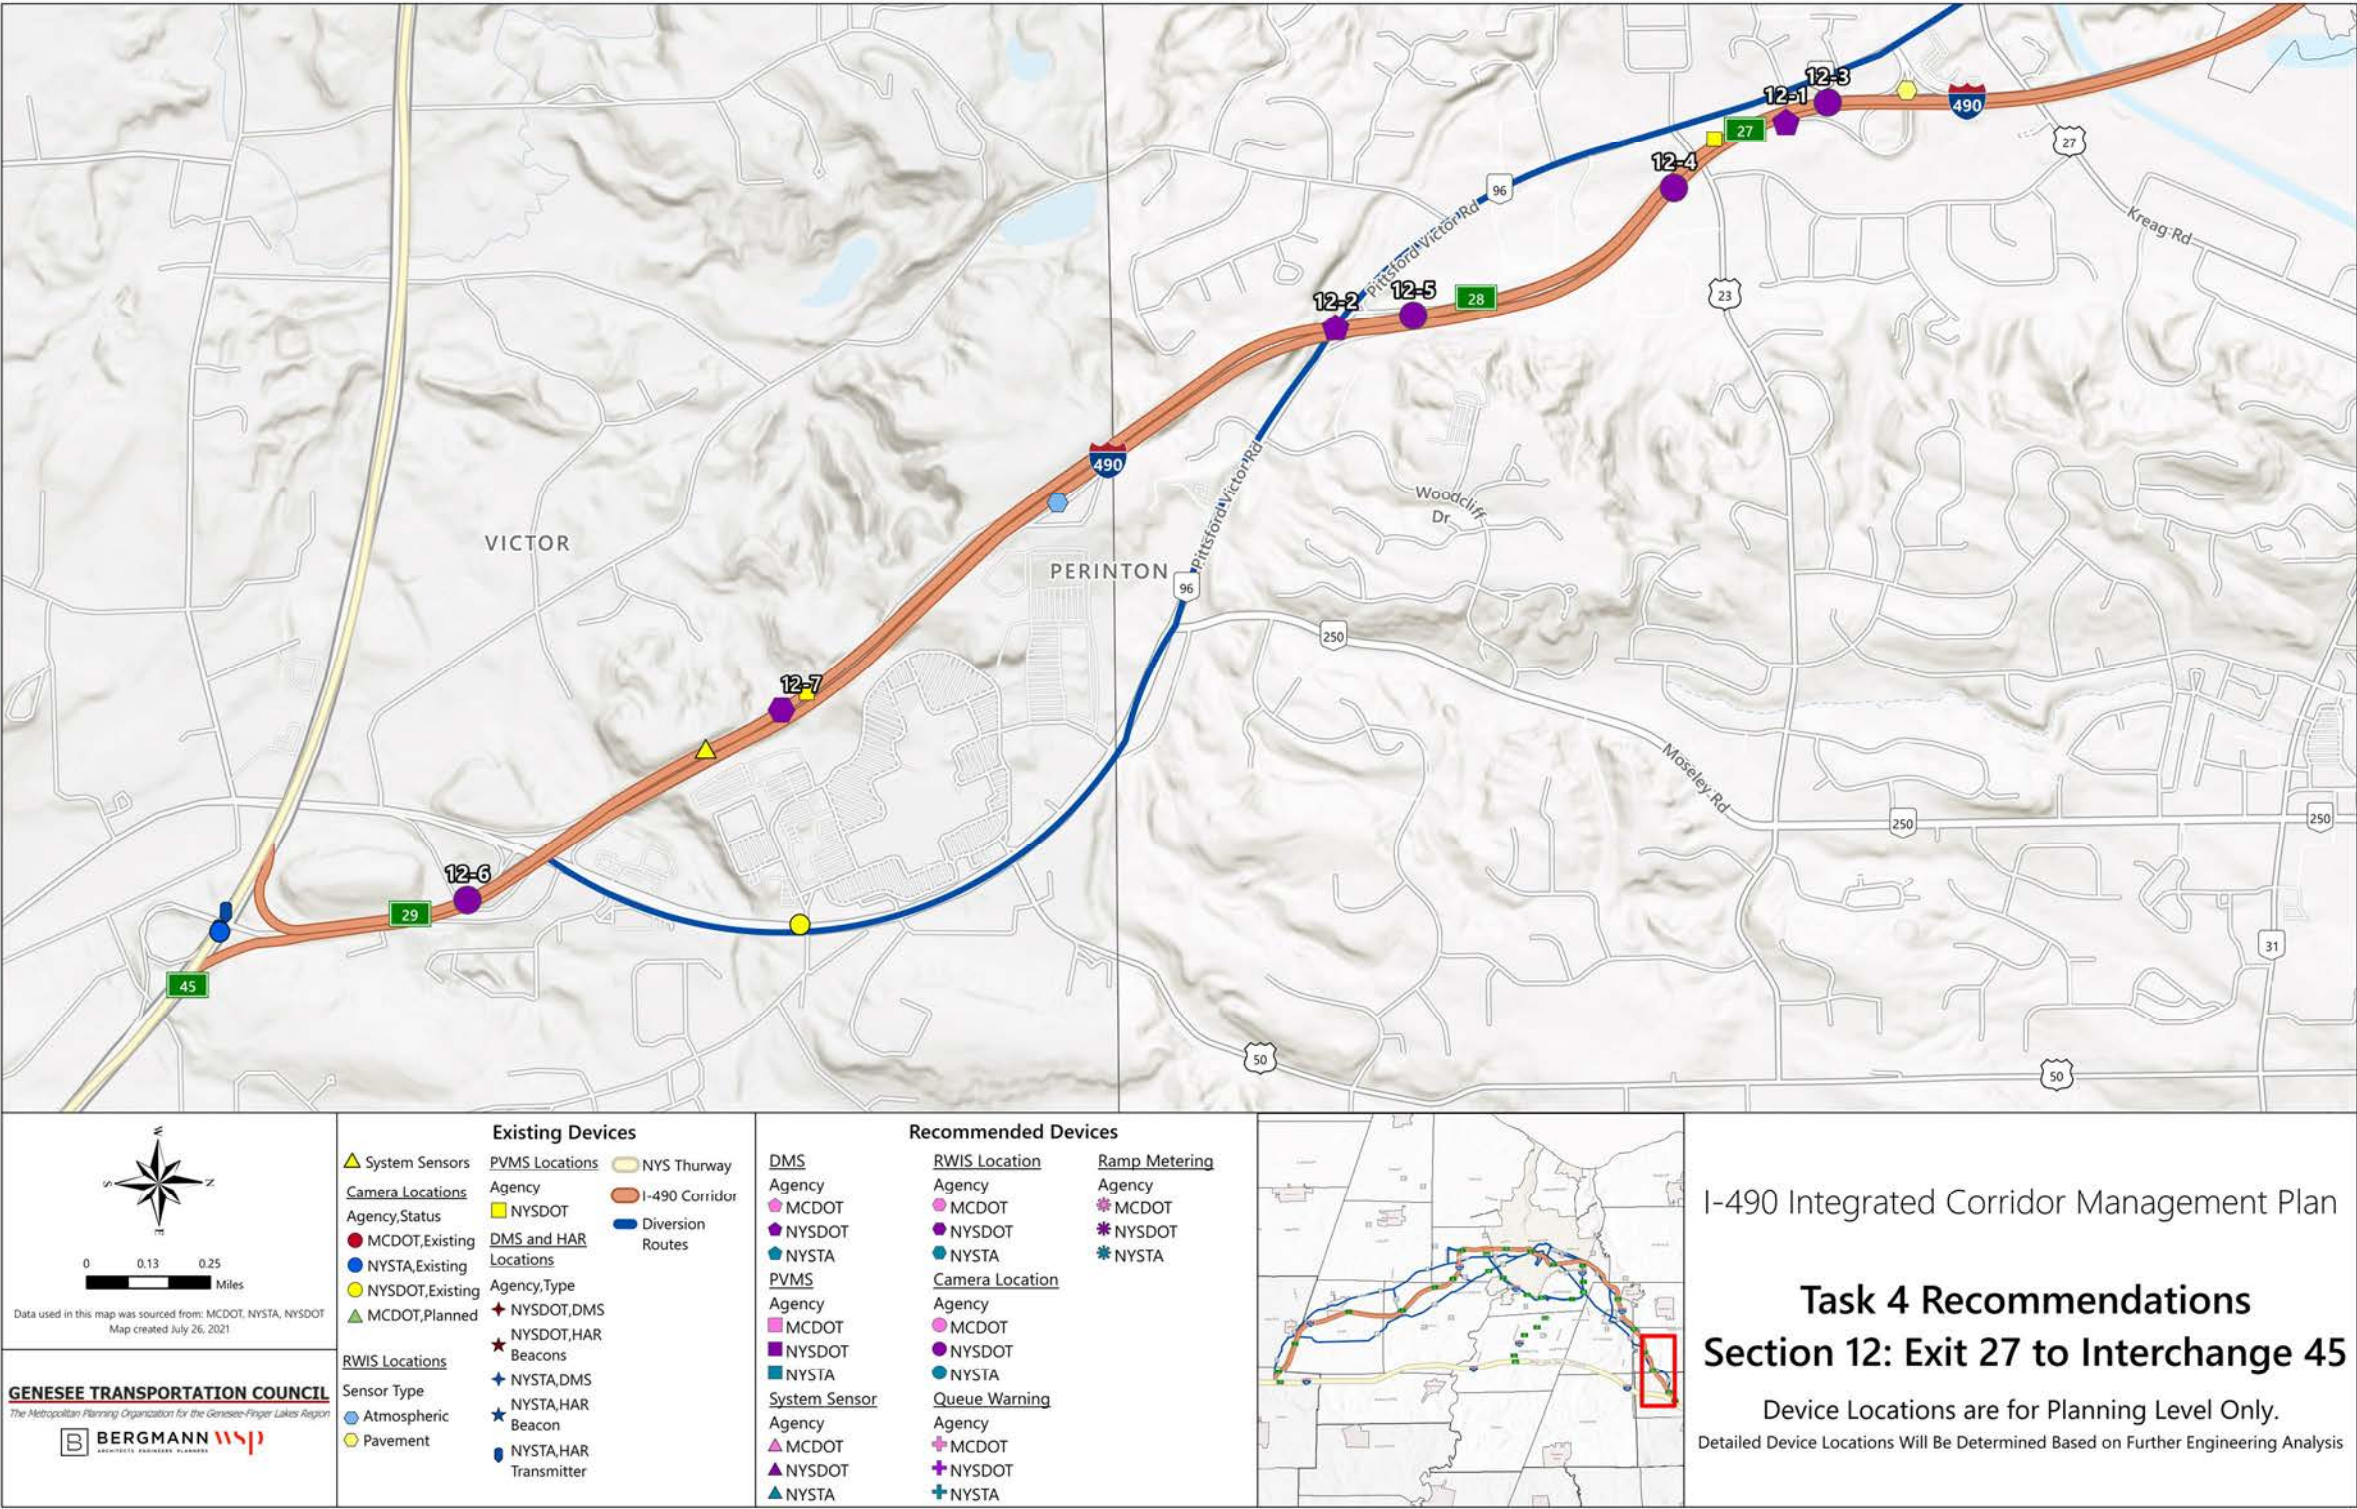 12-3
12-1
27
490
27
12-4
96
Pittsford Victor Rd
Kreag Rd
12-2
12-5
28
23
490
Woodcliff
Dr
Pittsford Victor Rd
VICTOR
PERINTON
96
250
12-7
Moseley Rd
250
250
12-6
29
31
45
50
50
W
S
N
E
0
0.13
0.25
Miles
Data used in this map was sourced from: MCDOT, NYSTA, NYSDOT
Map created July 26, 2021
GENESEE TRANSPORTATION COUNCIL
The Metropolitan Planning Organization for the Genesee-Finger Lakes Region
B BERGMANN wsp
ARCHITECTS ENGINEERS PLANNERS
Existing Devices
System Sensors
Camera Locations
Agency,Status
MCDOT,Existing
NYSTA,Existing
NYSDOT,Existing
MCDOT,Planned
RWIS Locations
Sensor Type
Atmospheric
Pavement
PVMS Locations
Agency
NYSDOT
DMS and HAR
Locations
Agency,Type
NYSDOT,DMS
NYSDOT,HAR
Beacons
NYSTA,DMS
NYSTA,HAR
Beacon
NYSTA,HAR
Transmitter
NYS Thurway
I-490 Corridor
Diversion
Routes
Recommended Devices
DMS
Agency
MCDOT
NYSDOT
NYSTA
PVMS
Agency
MCDOT
NYSDOT
NYSTA
System Sensor
Agency
MCDOT
NYSDOT
NYSTA
RWIS Location
Agency
MCDOT
NYSDOT
NYSTA
Camera Location
Agency
MCDOT
NYSDOT
NYSTA
Queue Warning
Agency
MCDOT
NYSDOT
NYSTA
Ramp Metering
Agency
MCDOT
NYSDOT
NYSTA
I-490 Integrated Corridor Management Plan
Task 4 Recommendations
Section 12: Exit 27 to Interchange 45
Device Locations are for Planning Level Only.
Detailed Device Locations Will Be Determined Based on Further Engineering Analysis